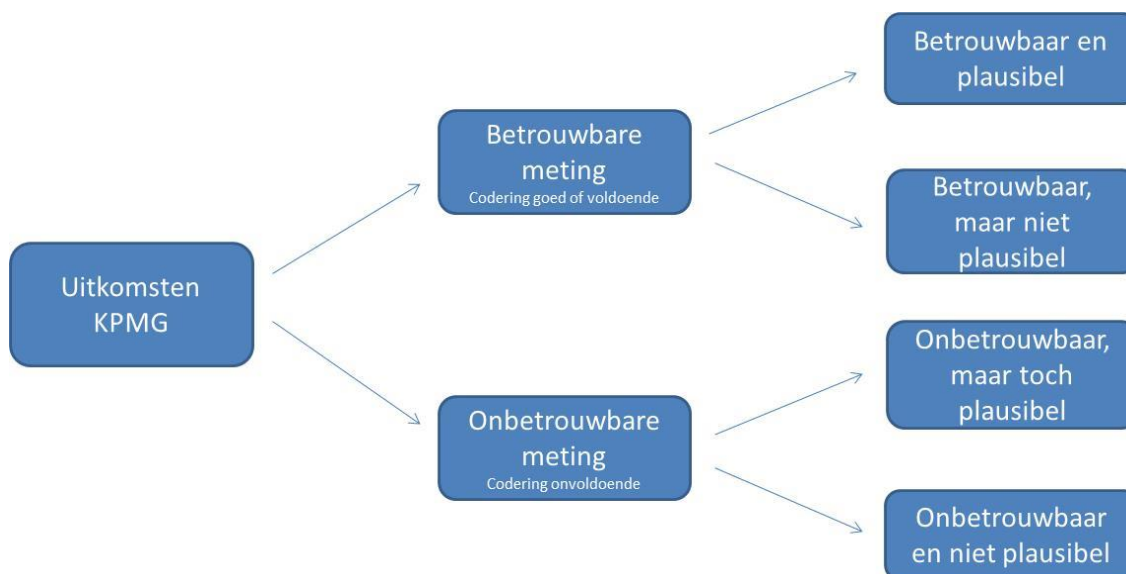 Uitkomsten
KPMG
Betrouwbare
meting
Codering goed of voldoende
Onbetrouwbare
meting
Codering onvoldoende
Betrouwbaar en
plausibel
Betrouwbaar,
maar niet
plausibel
Onbetrouwbaar,
maar toch
plausibel
Onbetrouwbaar
en niet plausibel